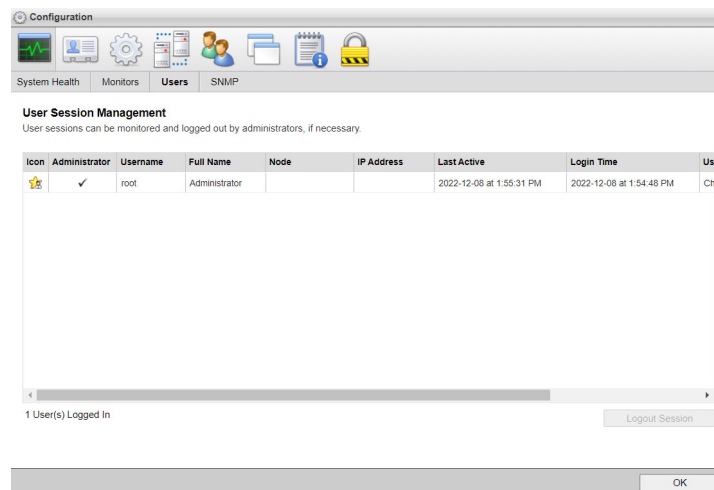 Configuration
System Health Monitors Users SNMP
User Session Management
User sessions can be monitored and logged out by administrators, if necessary.
Icon Administrator Username Full Name Node IP Address Last Active Login Time Us
✓ root Administrator 2022-12-08 at 1:55:31 PM 2022-12-08 at 1:54:48 PM Ch
1 User(s) Logged In
Logout Session
OK